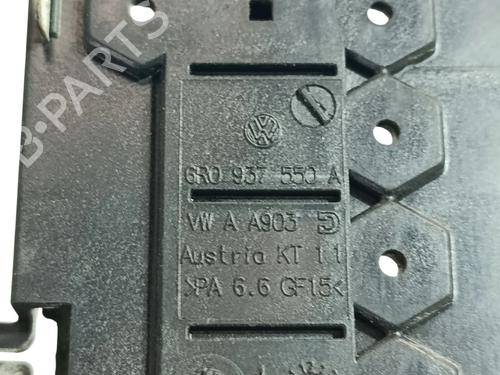 B-PARTS
6R0 937 550 A
VW A A903
Austria KT 1.1
>PA 6.6 GF15<